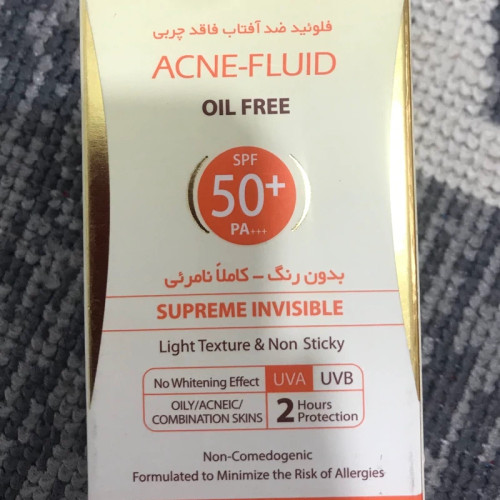 فلوئید ضد آفتاب فاقد چربی
ACNE-FLUID
OIL FREE
SPF
50+
PA+++
بدون رنگ - کاملاً نامرئی
SUPREME INVISIBLE
Light Texture & Non Sticky
No Whitening Effect UVA UVB
OILY/ACNEIC/
COMBINATION SKINS
2 Hours
Protection
Non-Comedogenic
Formulated to Minimize the Risk of Allergies